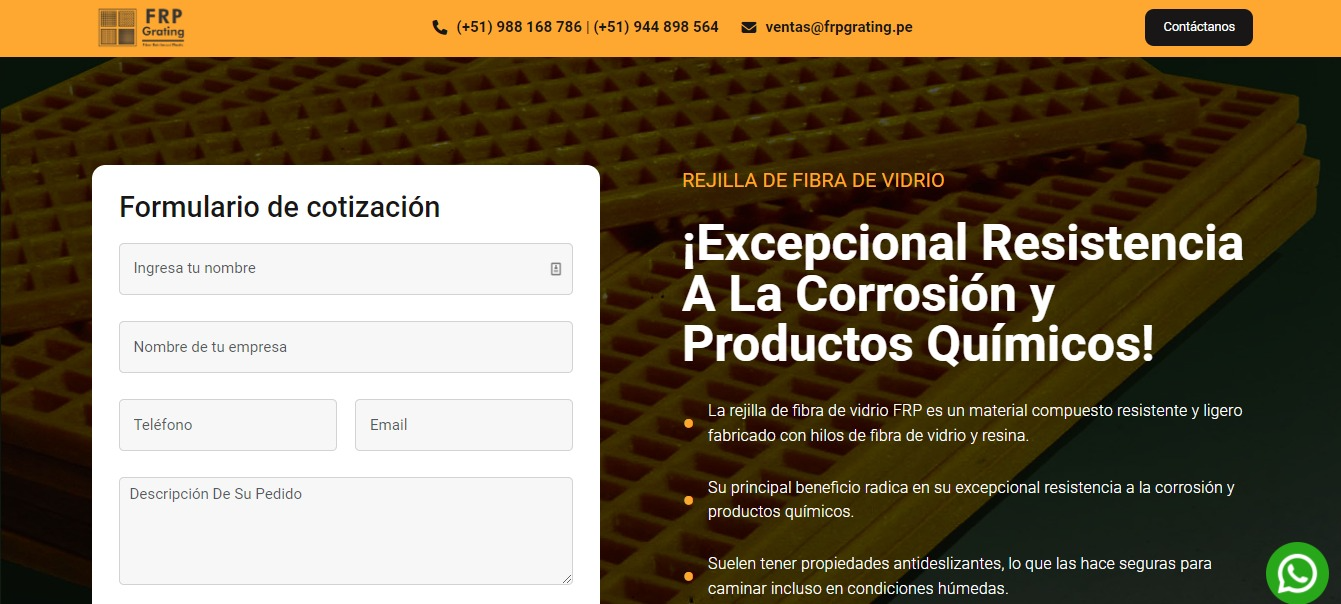 FRP
Grating
(+51) 988 168 786 | (+51) 944 898 564
ventas@frpgrating.pe
Contáctanos
Formulario de cotización
Ingresa tu nombre
Nombre de tu empresa
Teléfono
Email
Descripción De Su Pedido
REJILLA DE FIBRA DE VIDRIO
¡Excepcional Resistencia
A La Corrosión y
Productos Químicos!
La rejilla de fibra de vidrio FRP es un material compuesto resistente y ligero
fabricado con hilos de fibra de vidrio y resina.
Su principal beneficio radica en su excepcional resistencia a la corrosión y
productos químicos.
Suelen tener propiedades antideslizantes, lo que las hace seguras para
caminar incluso en condiciones húmedas.